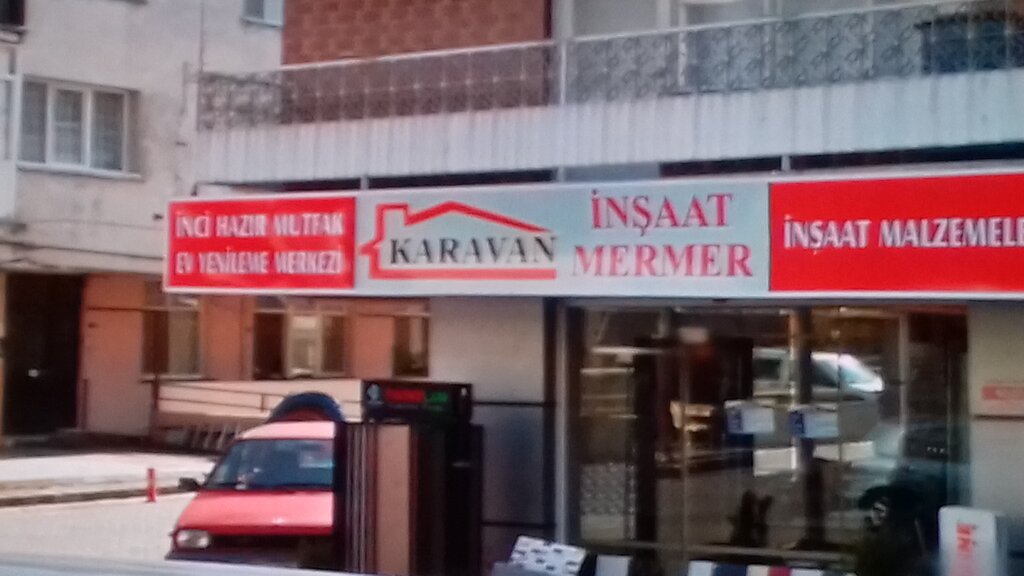 İNCİ HAZIR MUTFAK
EV YENİLEME MERKEZİ
KARAVAN
İNŞAAT
MERMER
İNŞAAT MALZEMELE